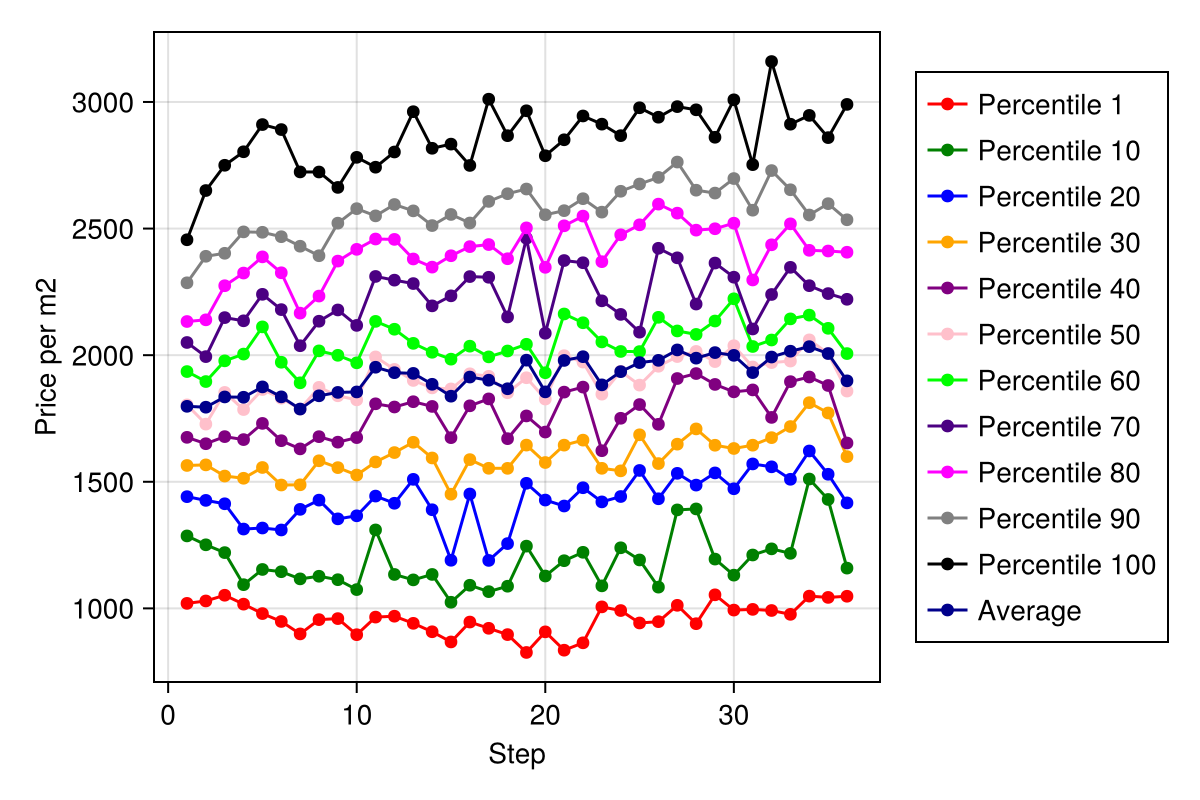 3000
2500
2000
1500
1000
Price per m2
0 10 20 30
Step
Percentile 1
Percentile 10
Percentile 20
Percentile 30
Percentile 40
Percentile 50
Percentile 60
Percentile 70
Percentile 80
Percentile 90
Percentile 100
Average